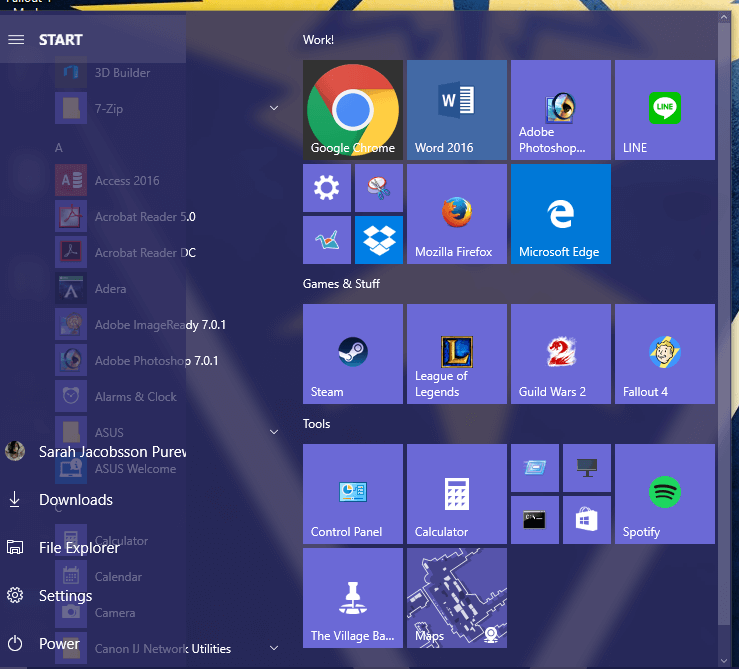 START
3D Builder
7-Zip
A
Access 2016
Acrobat Reader 5.0
Acrobat Reader DC
Adera
Adobe ImageReady 7.0.1
Adobe Photoshop 7.0.1
Alarms & Clock
ASUS
Sarah Jacobsson Purew
ASUS Welcome
Downloads
C
Calculator
File Explorer
Calendar
Settings
Camera
Power
Canon IJ Network Utilities
Work!
Google Chrome
Word 2016
Adobe
Photoshop...
LINE
Mozilla Firefox
Microsoft Edge
Games & Stuff
Steam
League of
Legends
Guild Wars 2
Fallout 4
Tools
Control Panel
Calculator
Spotify
The Village Ba...
Maps